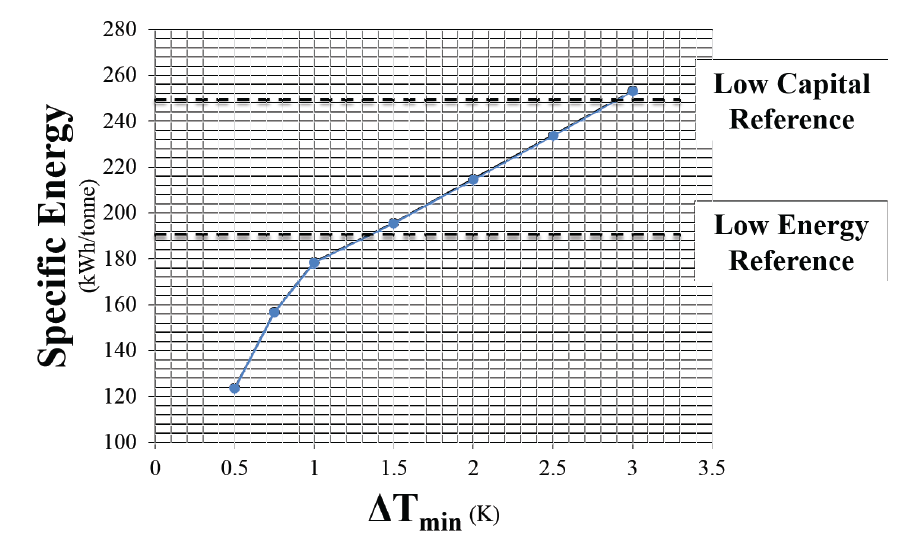 280
260
240
220
200
180
160
140
120
100
Specific Energy
(kWh/tonne)
0 0.5 1 1.5 2 2.5 3 3.5
ΔTmin (K)
Low Capital
Reference
Low Energy
Reference